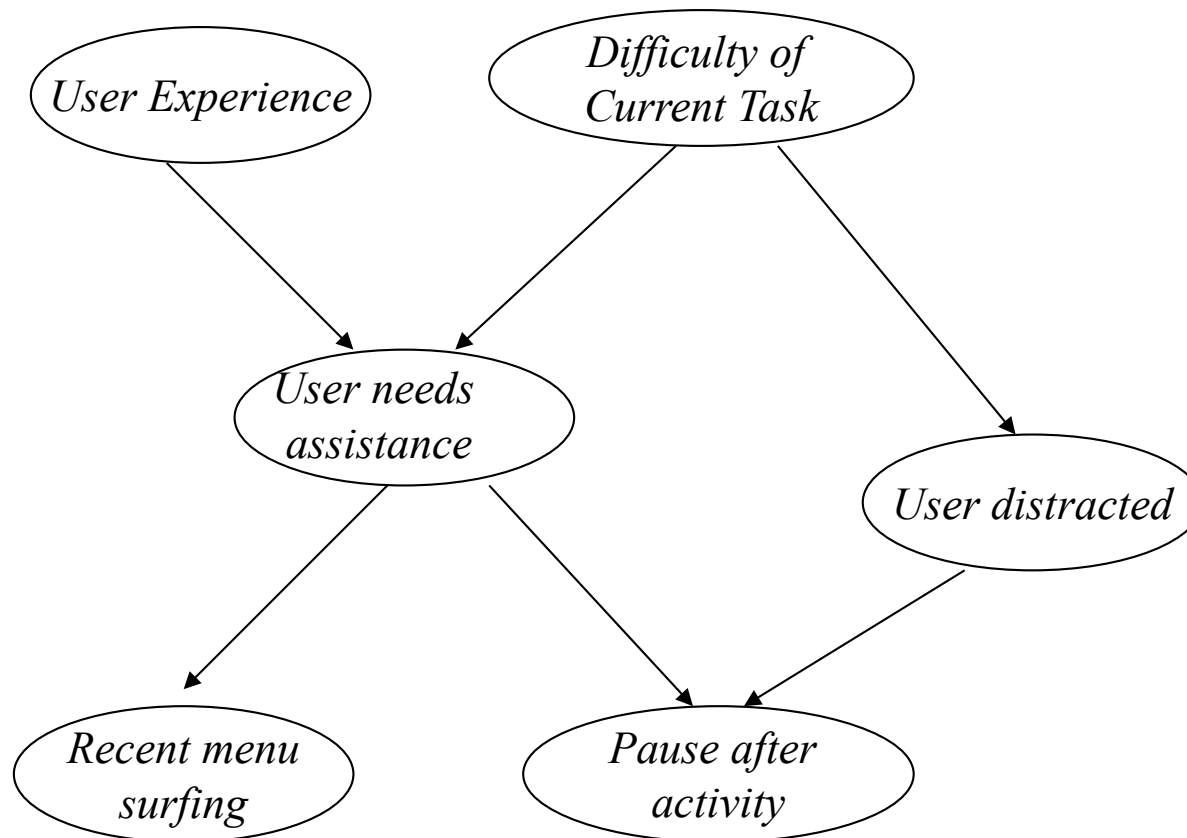 User Experience
Difficulty of
Current Task
User needs
assistance
User distracted
Recent menu
surfing
Pause after
activity